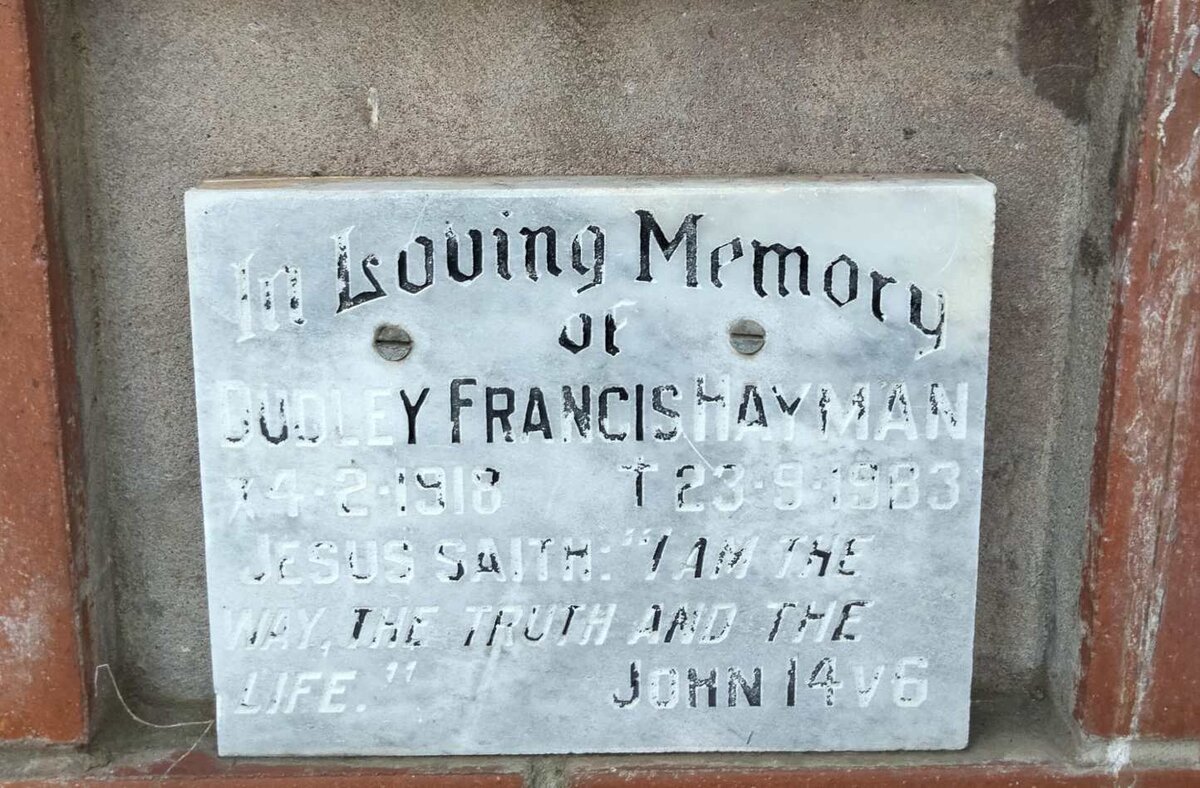 In Loving Memory
of
DUDLEY FRANCIS HAYMAN
*4·2·1918 †23·9·1983
JESUS SAITH: "I AM THE
WAY, THE TRUTH AND THE
LIFE." JOHN 14 v 6